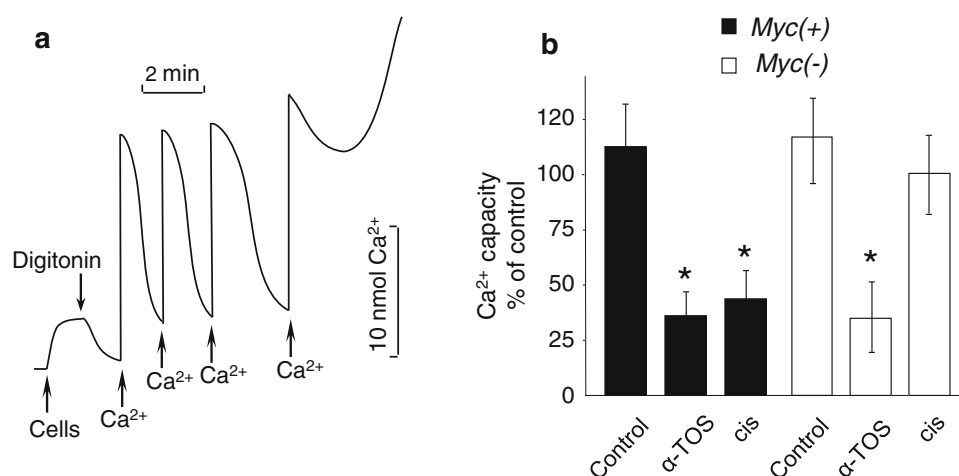 a
2 min
Digitonin
10 nmol Ca²⁺
Cells
Ca²⁺
Ca²⁺
Ca²⁺
Ca²⁺
b
Myc(+)
Myc(-)
Ca²⁺ capacity
% of control
120
100
75
50
25
0
*
*
*
Control
α-TOS
cis
Control
α-TOS
cis